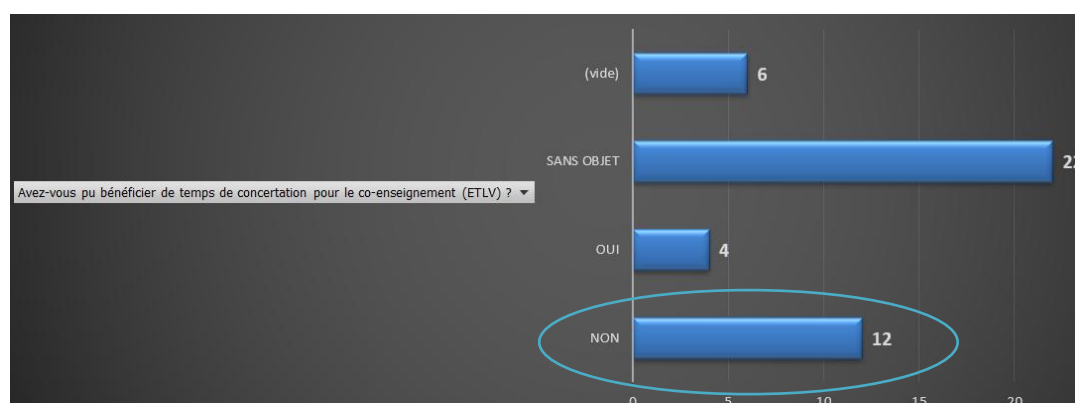 (vide)
6
SANS OBJET
Avez-vous pu bénéficier de temps de concertation pour le co-enseignement (ETLV) ?
OUI
4
NON
12
0 5 10 15 20